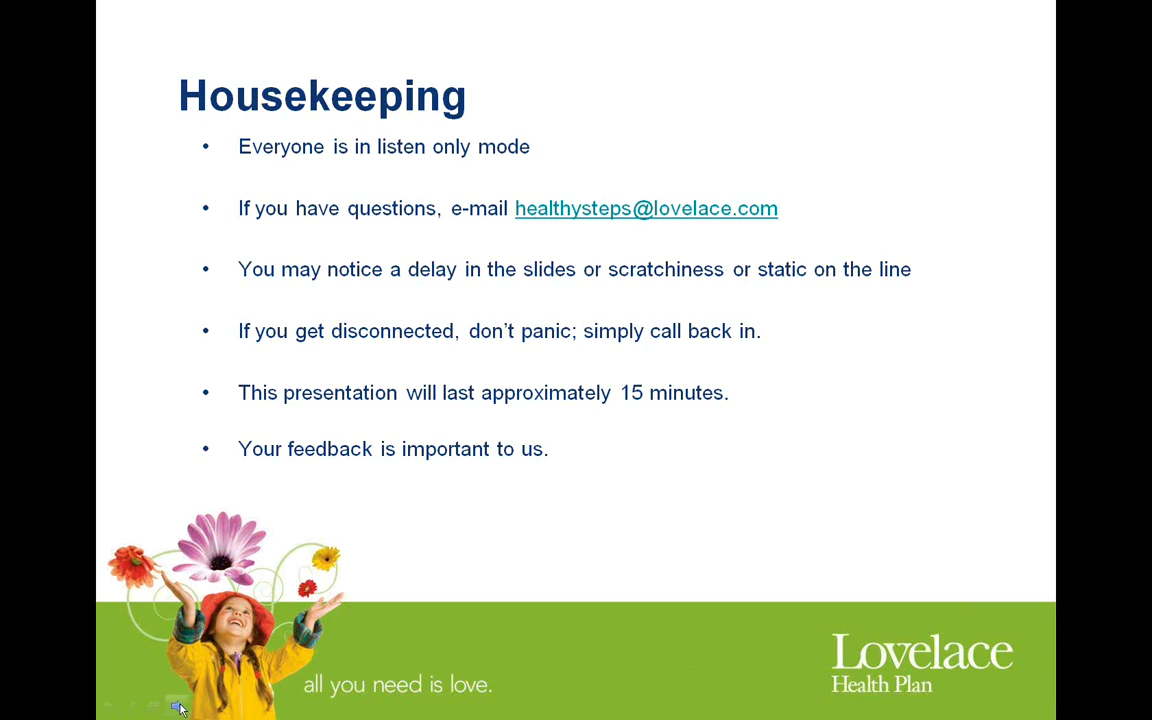 Housekeeping
• Everyone is in listen only mode
• If you have questions, e-mail healthysteps@lovelace.com
• You may notice a delay in the slides or scratchiness or static on the line
• If you get disconnected, don't panic; simply call back in.
• This presentation will last approximately 15 minutes.
• Your feedback is important to us.
all you need is love.
Lovelace
Health Plan